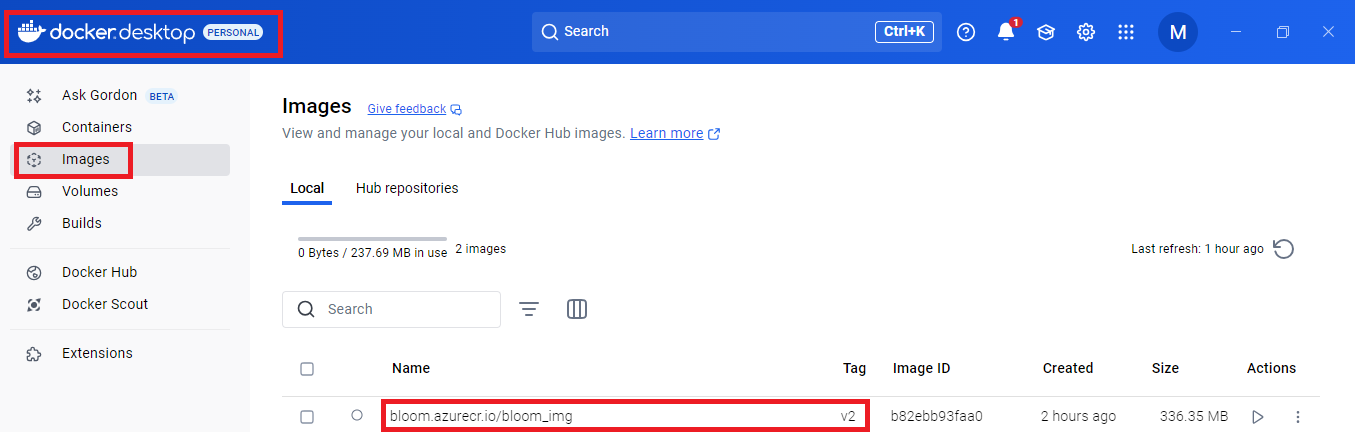 docker.desktop PERSONAL
Search Ctrl+K
1
M
Ask Gordon BETA
Containers
Images
Volumes
Builds
Docker Hub
Docker Scout
Extensions
Images Give feedback
View and manage your local and Docker Hub images. Learn more
Local Hub repositories
0 Bytes / 237.69 MB in use 2 images
Last refresh: 1 hour ago
Search
Name Tag Image ID Created Size Actions
bloom.azurecr.io/bloom_img v2 b82ebb93faa0 2 hours ago 336.35 MB